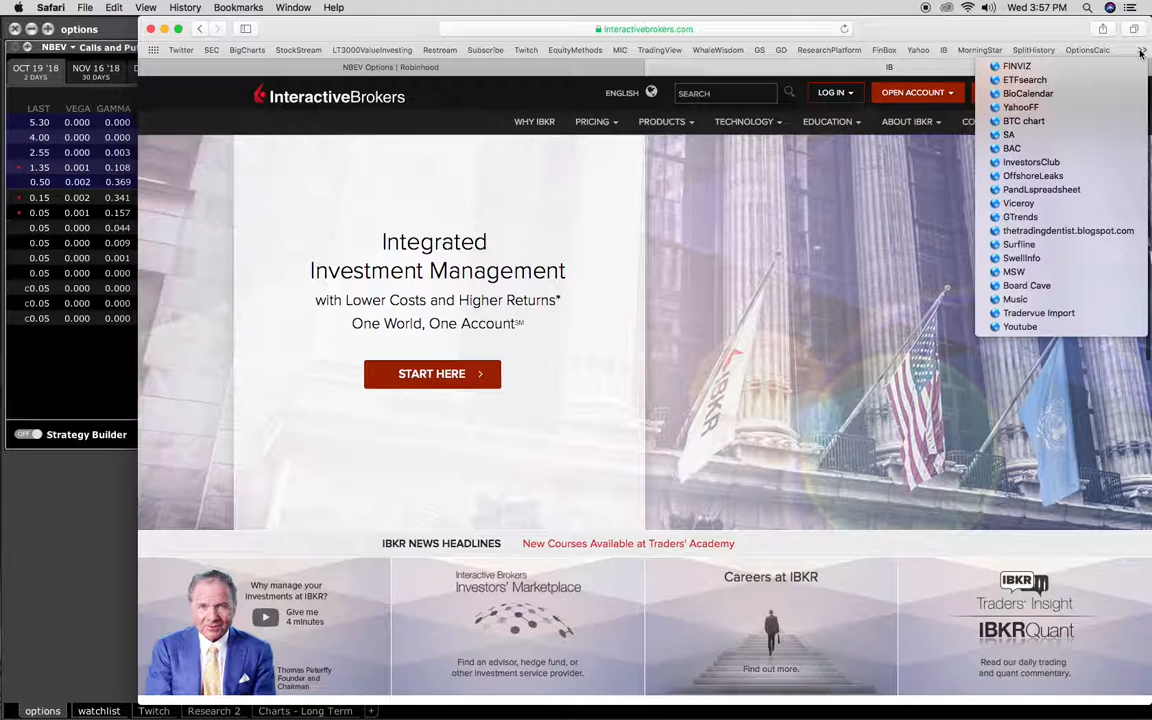 Safari File Edit View History Bookmarks Window Help Wed 3:57 PM
options
NBEV Calls and Pu
OCT 19 '18 NOV 16 '18
2 DAYS 30 DAYS
LAST VEGA GAMMA
5.30 0.000 0.000
4.00 0.000 0.000
2.55 0.000 0.003
1.35 0.001 0.108
0.50 0.002 0.369
0.15 0.002 0.341
0.05 0.001 0.157
0.05 0.000 0.044
0.05 0.000 0.009
0.05 0.000 0.001
0.05 0.000 0.000
c0.05 0.000 0.000
c0.05 0.000 0.000
c0.05 0.000 0.000
OFF Strategy Builder
interactivebrokers.com
Twitter SEC BigCharts StockStream LT3000ValueInvesting Restream Subscribe Twitch EquityMethods MIC TradingView WhaleWisdom GS GD ResearchPlatform FinBox Yahoo IB MorningStar SplitHistory OptionsCalc
NBEV Options | Robinhood IB
InteractiveBrokers ENGLISH SEARCH LOG IN OPEN ACCOUNT
WHY IBKR PRICING PRODUCTS TECHNOLOGY EDUCATION ABOUT IBKR CO
FINVIZ
ETFsearch
BioCalendar
YahooFF
BTC chart
SA
BAC
InvestorsClub
OffshoreLeaks
PandLspreadsheet
Viceroy
GTrends
thetradingdentist.blogspot.com
Surfline
SwellInfo
MSW
Board Cave
Music
Tradervue Import
Youtube
Integrated
Investment Management
with Lower Costs and Higher Returns*
One World, One Account℠
START HERE
IBKR
IBKR NEWS HEADLINES New Courses Available at Traders' Academy
Why manage your
investments at IBKR?
Give me
4 minutes
Thomas Peterffy
Founder and
Chairman
Interactive Brokers
Investors' Marketplace
Find an advisor, hedge fund, or
other investment service provider.
Careers at IBKR
Find out more.
IBKR
Traders' Insight
IBKRQuant
Read our daily trading
and quant commentary.
options watchlist Twitch Research 2 Charts - Long Term +